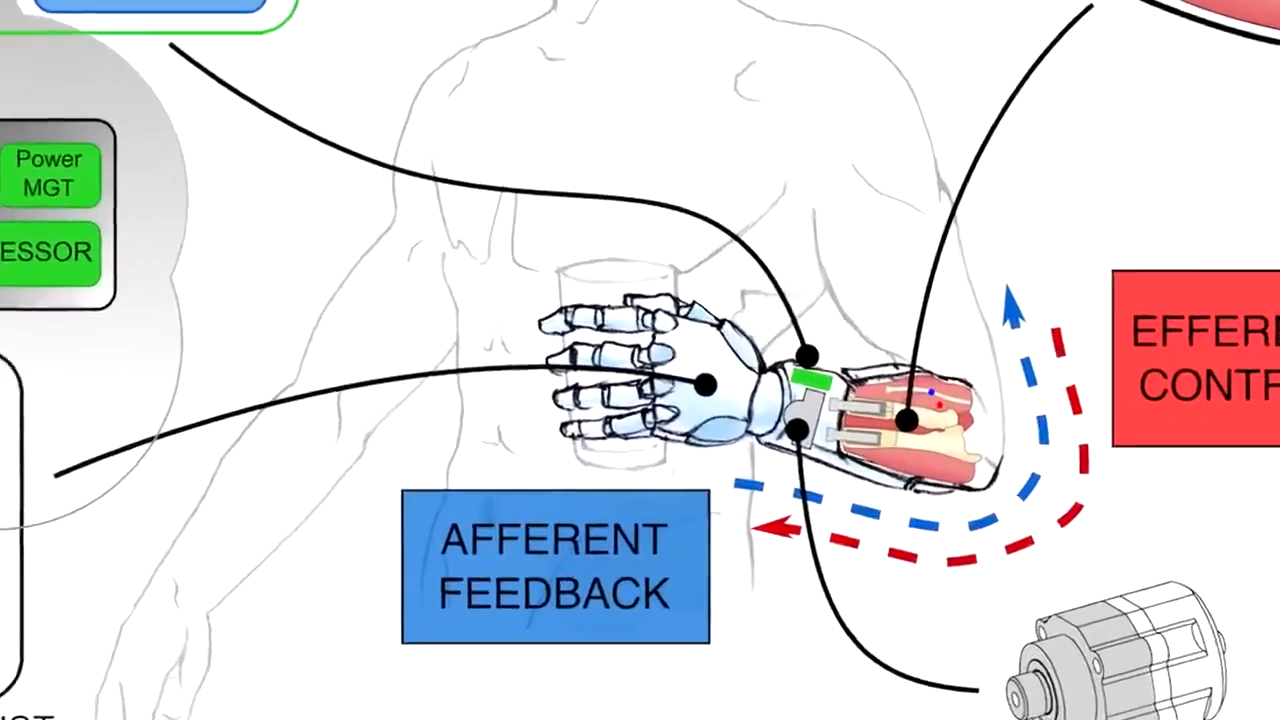 Power
MGT
ESSOR
EFFERE
CONTR
AFFERENT
FEEDBACK